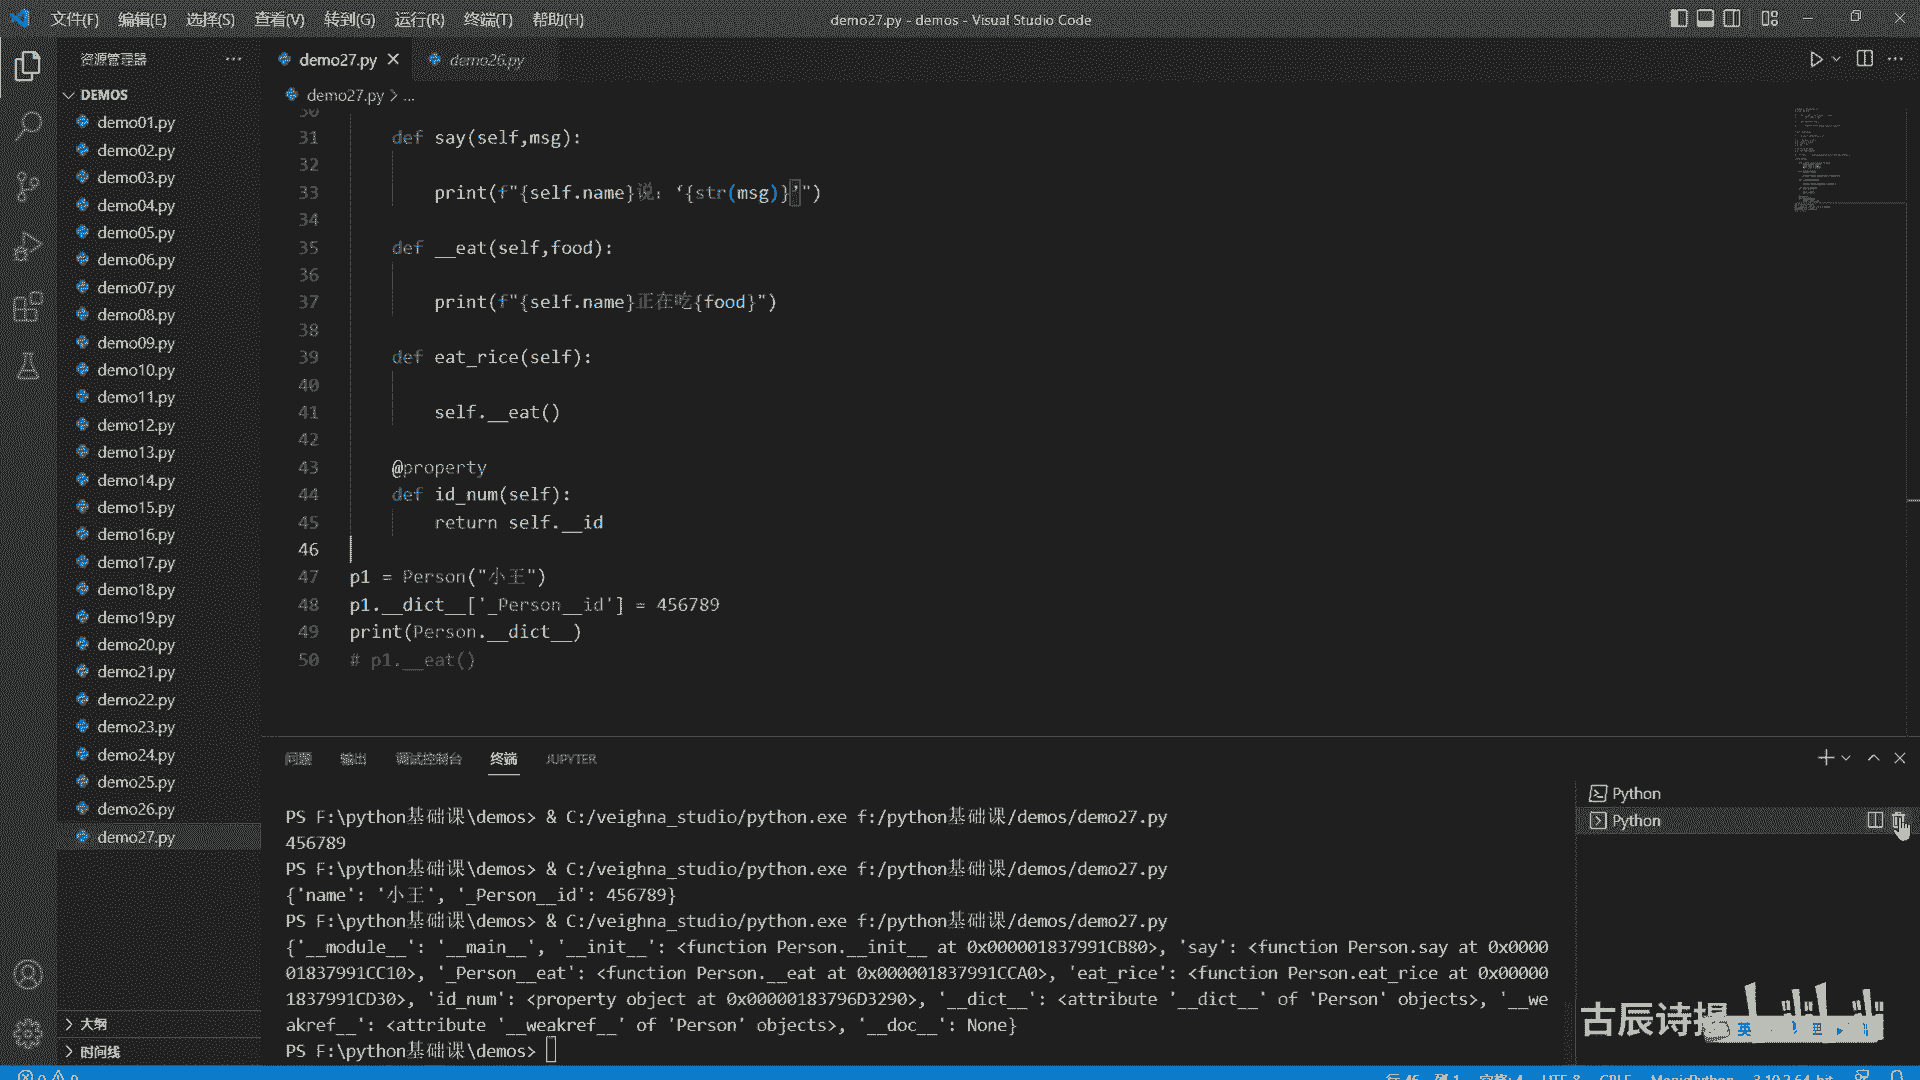 文件(F) 编辑(E) 选择(S) 查看(V) 转到(G) 运行(R) 终端(T) 帮助(H) demo27.py - demos - Visual Studio Code
资源管理器 ··· demo27.py demo26.py
DEMOS demo27.py > ...
demo01.py
demo02.py
demo03.py
demo04.py
demo05.py
demo06.py
demo07.py
demo08.py
demo09.py
demo10.py
demo11.py
demo12.py
demo13.py
demo14.py
demo15.py
demo16.py
demo17.py
demo18.py
demo19.py
demo20.py
demo21.py
demo22.py
demo23.py
demo24.py
demo25.py
demo26.py
demo27.py
大纲
时间线
30
31 def say(self,msg):
32
33 print(f"{self.name}说：‘{str(msg)}’")
34
35 def __eat(self,food):
36
37 print(f"{self.name}正在吃{food}")
38
39 def eat_rice(self):
40
41 self.__eat()
42
43 @property
44 def id_num(self):
45 return self.__id
46
47 p1 = Person("小王")
48 p1.__dict__['_Person__id'] = 456789
49 print(Person.__dict__)
50 # p1.__eat()
问题 输出 调试控制台 终端 JUPYTER
PS F:\python基础课\demos> & C:/veighna_studio/python.exe f:/python基础课/demos/demo27.py
456789
PS F:\python基础课\demos> & C:/veighna_studio/python.exe f:/python基础课/demos/demo27.py
{'name': '小王', '_Person__id': 456789}
PS F:\python基础课\demos> & C:/veighna_studio/python.exe f:/python基础课/demos/demo27.py
{'__module__': '__main__', '__init__': <function Person.__init__ at 0x000001837991CB80>, 'say': <function Person.say at 0x0000
01837991CC10>, '_Person__eat': <function Person.__eat at 0x000001837991CCA0>, 'eat_rice': <function Person.eat_rice at 0x00000
1837991CD30>, 'id_num': <property object at 0x00000183796D3290>, '__dict__': <attribute '__dict__' of 'Person' objects>, '__we
akref__': <attribute '__weakref__' of 'Person' objects>, '__doc__': None}
PS F:\python基础课\demos>
Python
Python
古辰诗提
英
行 46, 列 1 空格: 4 UTF-8 CRLF MagicPython 3.10.2 64-bit